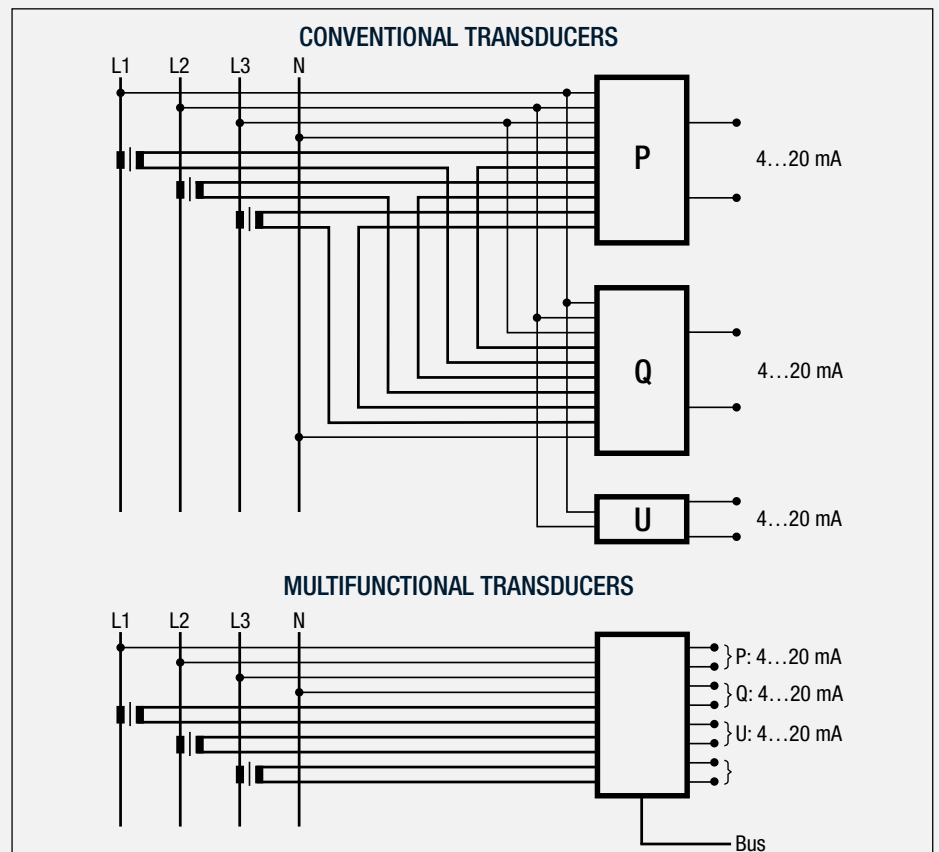 CONVENTIONAL TRANSDUCERS
L1 L2 L3 N
P
4…20 mA
Q
4…20 mA
U
4…20 mA
MULTIFUNCTIONAL TRANSDUCERS
L1 L2 L3 N
P: 4…20 mA
Q: 4…20 mA
U: 4…20 mA
Bus